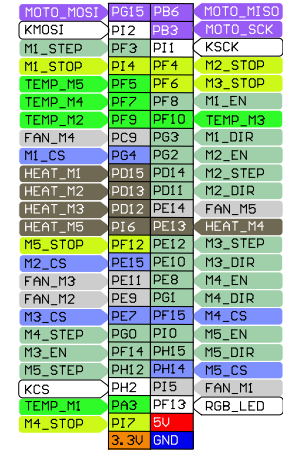 MOTO_MOSI PG15 PB6 MOTO_MISO
KMOSI PI2 PB3 MOTO_SCK
M1_STEP PF3 PI1 KSCK
M1_STOP PI4 PF4 M2_STOP
TEMP_M5 PF5 PF6 M3_STOP
TEMP_M4 PF7 PF8 M1_EN
TEMP_M2 PF9 PF10 TEMP_M3
FAN_M4 PC9 PG3 M1_DIR
M1_CS PG4 PG2 M2_EN
HEAT_M1 PD15 PD14 M2_STEP
HEAT_M2 PD13 PD11 M2_DIR
HEAT_M3 PD12 PE14 FAN_M5
HEAT_M5 PI6 PE13 HEAT_M4
M5_STOP PF12 PE12 M3_STEP
M2_CS PE15 PE10 M3_DIR
FAN_M3 PE11 PE8 M4_EN
FAN_M2 PE9 PG1 M4_DIR
M3_CS PE7 PF15 M4_CS
M4_STEP PG0 PI0 M5_EN
M3_EN PF14 PH15 M5_DIR
M5_STEP PH12 PH14 M5_CS
KCS PH2 PI5 FAN_M1
TEMP_M1 PA3 PF13 RGB_LED
M4_STOP PI7 5V
3.3V GND